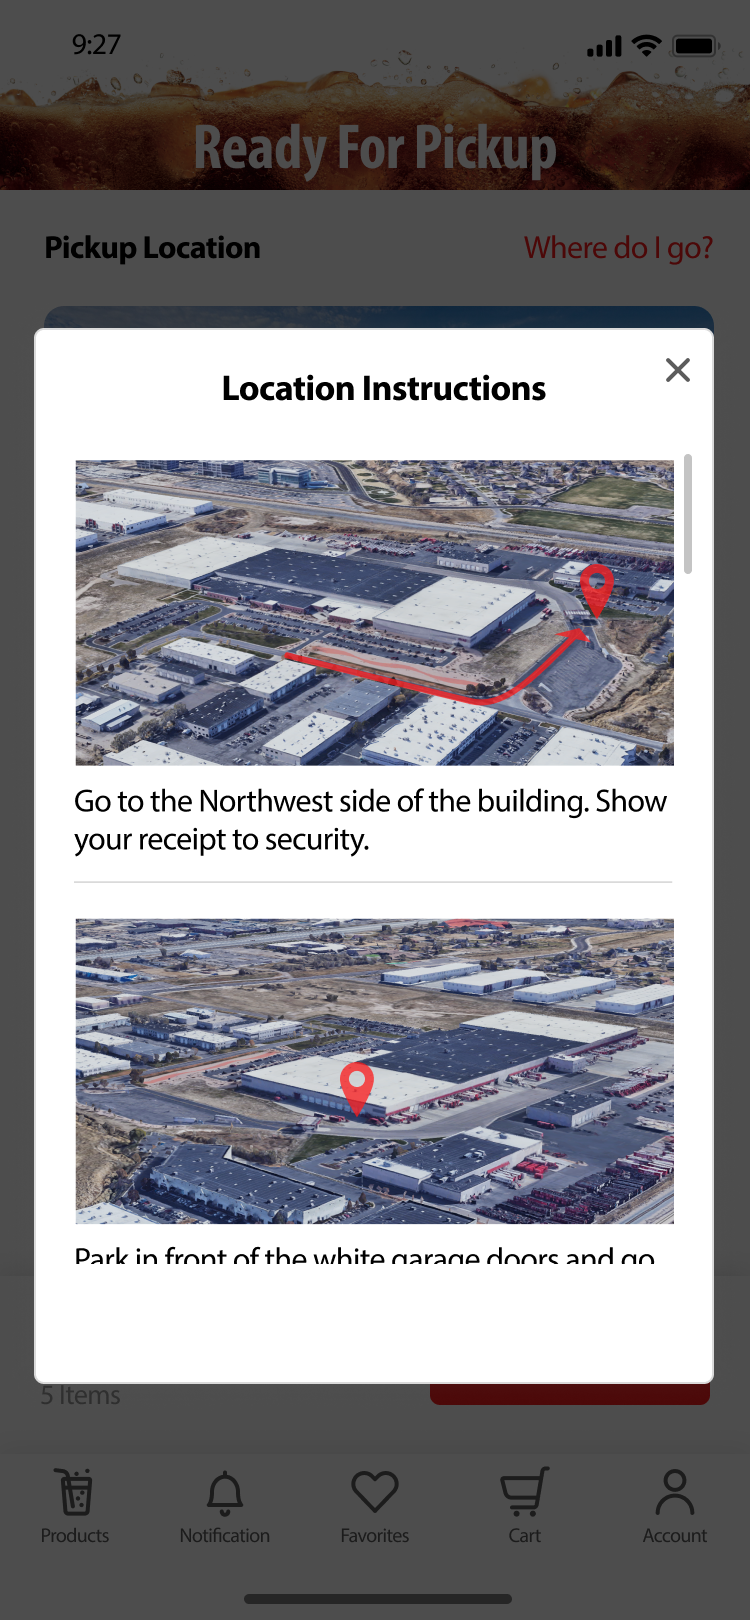 9:27
Ready For Pickup
Pickup Location
Where do I go?
Location Instructions
Go to the Northwest side of the building. Show
your receipt to security.
Park in front of the white garage doors and go
5 Items
Products
Notification
Favorites
Cart
Account